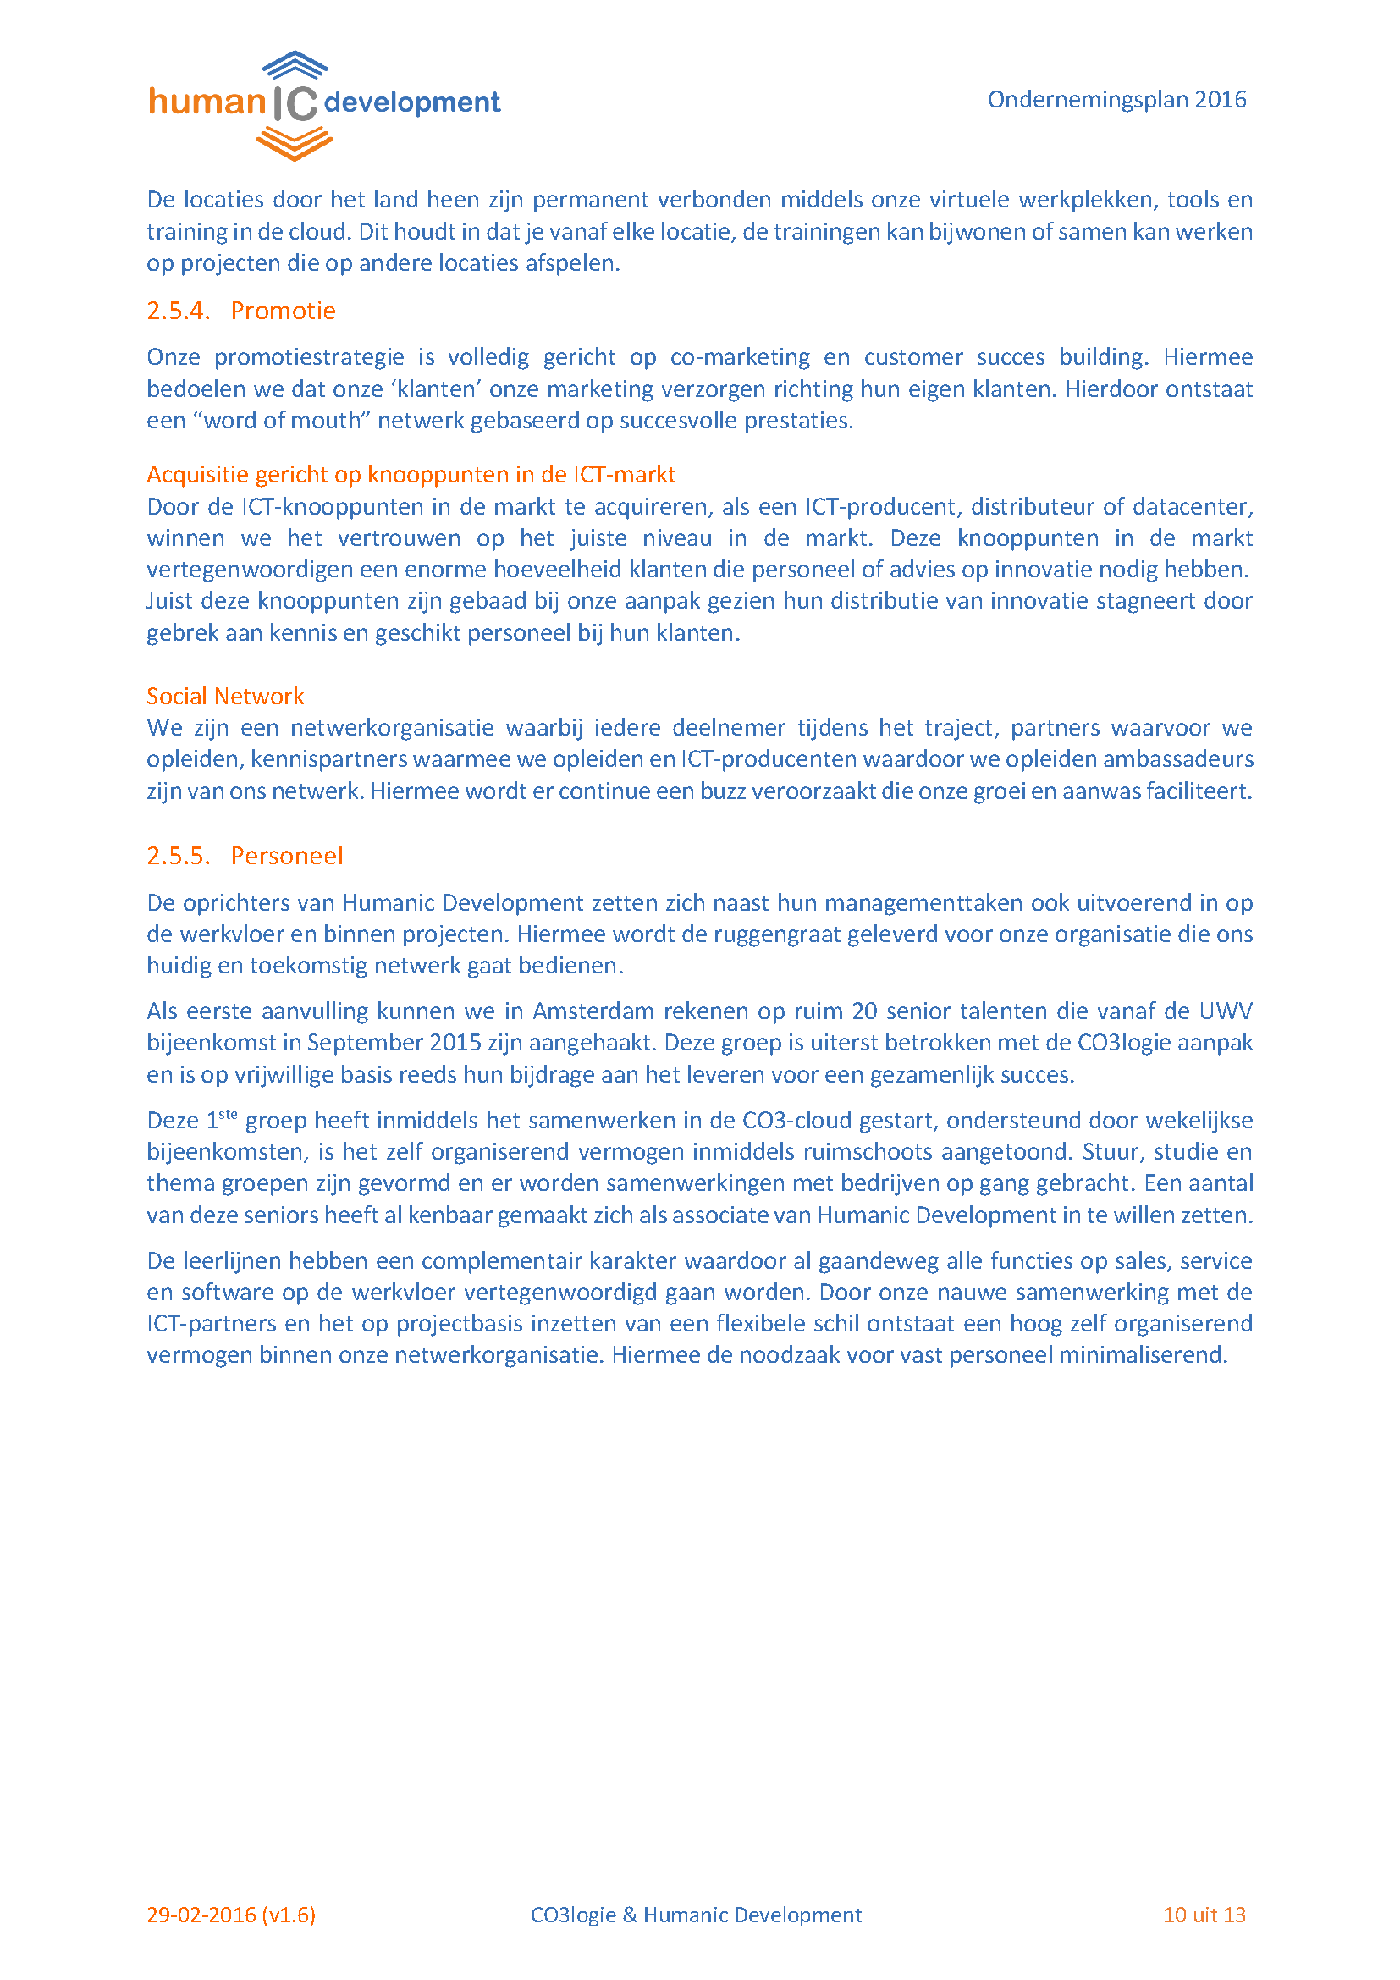 humanICdevelopment
Ondernemingsplan 2016
De locaties door het land heen zijn permanent verbonden middels onze virtuele werkplekken, tools en
training in de cloud. Dit houdt in dat je vanaf elke locatie, de trainingen kan bijwonen of samen kan werken
op projecten die op andere locaties afspelen.
2.5.4. Promotie
Onze promotiestrategie is volledig gericht op co-marketing en customer succes building. Hiermee
bedoelen we dat onze ‘klanten’ onze marketing verzorgen richting hun eigen klanten. Hierdoor ontstaat
een “word of mouth” netwerk gebaseerd op succesvolle prestaties.
Acquisitie gericht op knooppunten in de ICT-markt
Door de ICT-knooppunten in de markt te acquireren, als een ICT-producent, distributeur of datacenter,
winnen we het vertrouwen op het juiste niveau in de markt. Deze knooppunten in de markt
vertegenwoordigen een enorme hoeveelheid klanten die personeel of advies op innovatie nodig hebben.
Juist deze knooppunten zijn gebaad bij onze aanpak gezien hun distributie van innovatie stagneert door
gebrek aan kennis en geschikt personeel bij hun klanten.
Social Network
We zijn een netwerkorganisatie waarbij iedere deelnemer tijdens het traject, partners waarvoor we
opleiden, kennispartners waarmee we opleiden en ICT-producenten waardoor we opleiden ambassadeurs
zijn van ons netwerk. Hiermee wordt er continue een buzz veroorzaakt die onze groei en aanwas faciliteert.
2.5.5. Personeel
De oprichters van Humanic Development zetten zich naast hun managementtaken ook uitvoerend in op
de werkvloer en binnen projecten. Hiermee wordt de ruggengraat geleverd voor onze organisatie die ons
huidig en toekomstig netwerk gaat bedienen.
Als eerste aanvulling kunnen we in Amsterdam rekenen op ruim 20 senior talenten die vanaf de UWV
bijeenkomst in September 2015 zijn aangehaakt. Deze groep is uiterst betrokken met de CO3logie aanpak
en is op vrijwillige basis reeds hun bijdrage aan het leveren voor een gezamenlijk succes.
Deze 1ste groep heeft inmiddels het samenwerken in de CO3-cloud gestart, ondersteund door wekelijkse
bijeenkomsten, is het zelf organiserend vermogen inmiddels ruimschoots aangetoond. Stuur, studie en
thema groepen zijn gevormd en er worden samenwerkingen met bedrijven op gang gebracht. Een aantal
van deze seniors heeft al kenbaar gemaakt zich als associate van Humanic Development in te willen zetten.
De leerlijnen hebben een complementair karakter waardoor al gaandeweg alle functies op sales, service
en software op de werkvloer vertegenwoordigd gaan worden. Door onze nauwe samenwerking met de
ICT-partners en het op projectbasis inzetten van een flexibele schil ontstaat een hoog zelf organiserend
vermogen binnen onze netwerkorganisatie. Hiermee de noodzaak voor vast personeel minimaliserend.
29-02-2016 (v1.6)
CO3logie & Humanic Development
10 uit 13